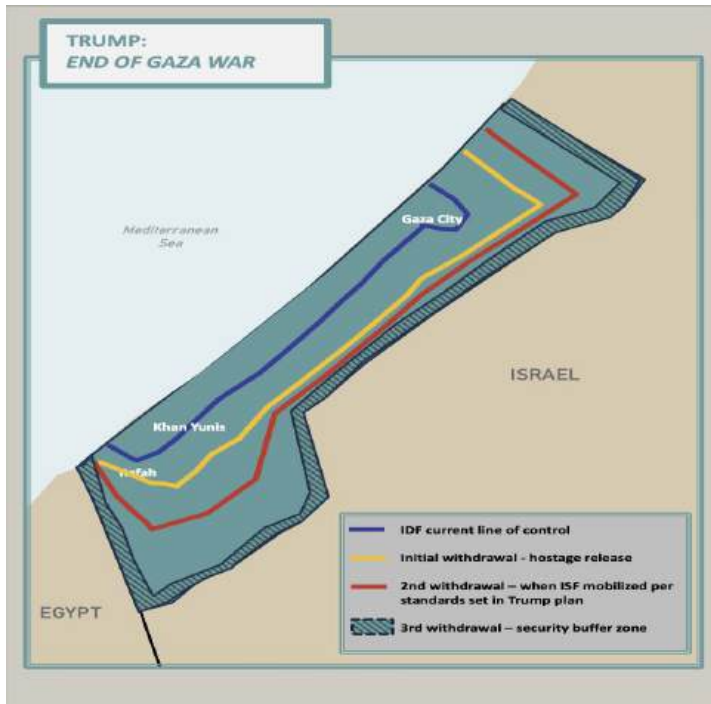 TRUMP:
END OF GAZA WAR
Mediterranean
Sea
Gaza City
ISRAEL
Khan Yunis
Rafah
EGYPT
IDF current line of control
Initial withdrawal - hostage release
2nd withdrawal – when ISF mobilized per
standards set in Trump plan
3rd withdrawal – security buffer zone